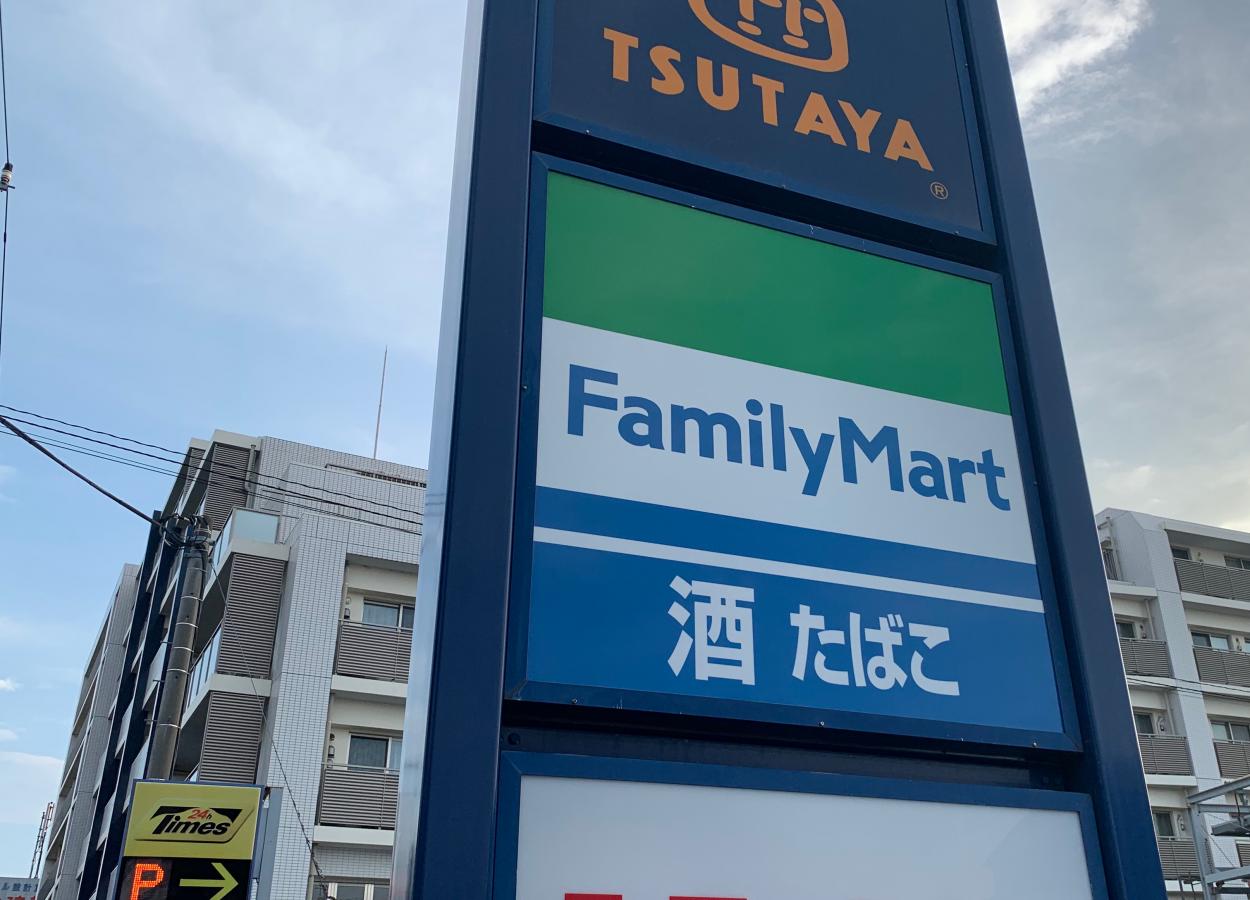 TSUTAYA
®
FamilyMart
酒 たばこ
24h
Times
P